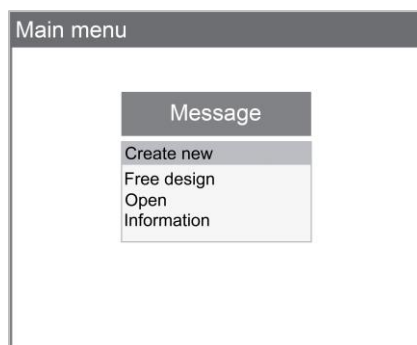 Main menu
Message
Create new
Free design
Open
Information